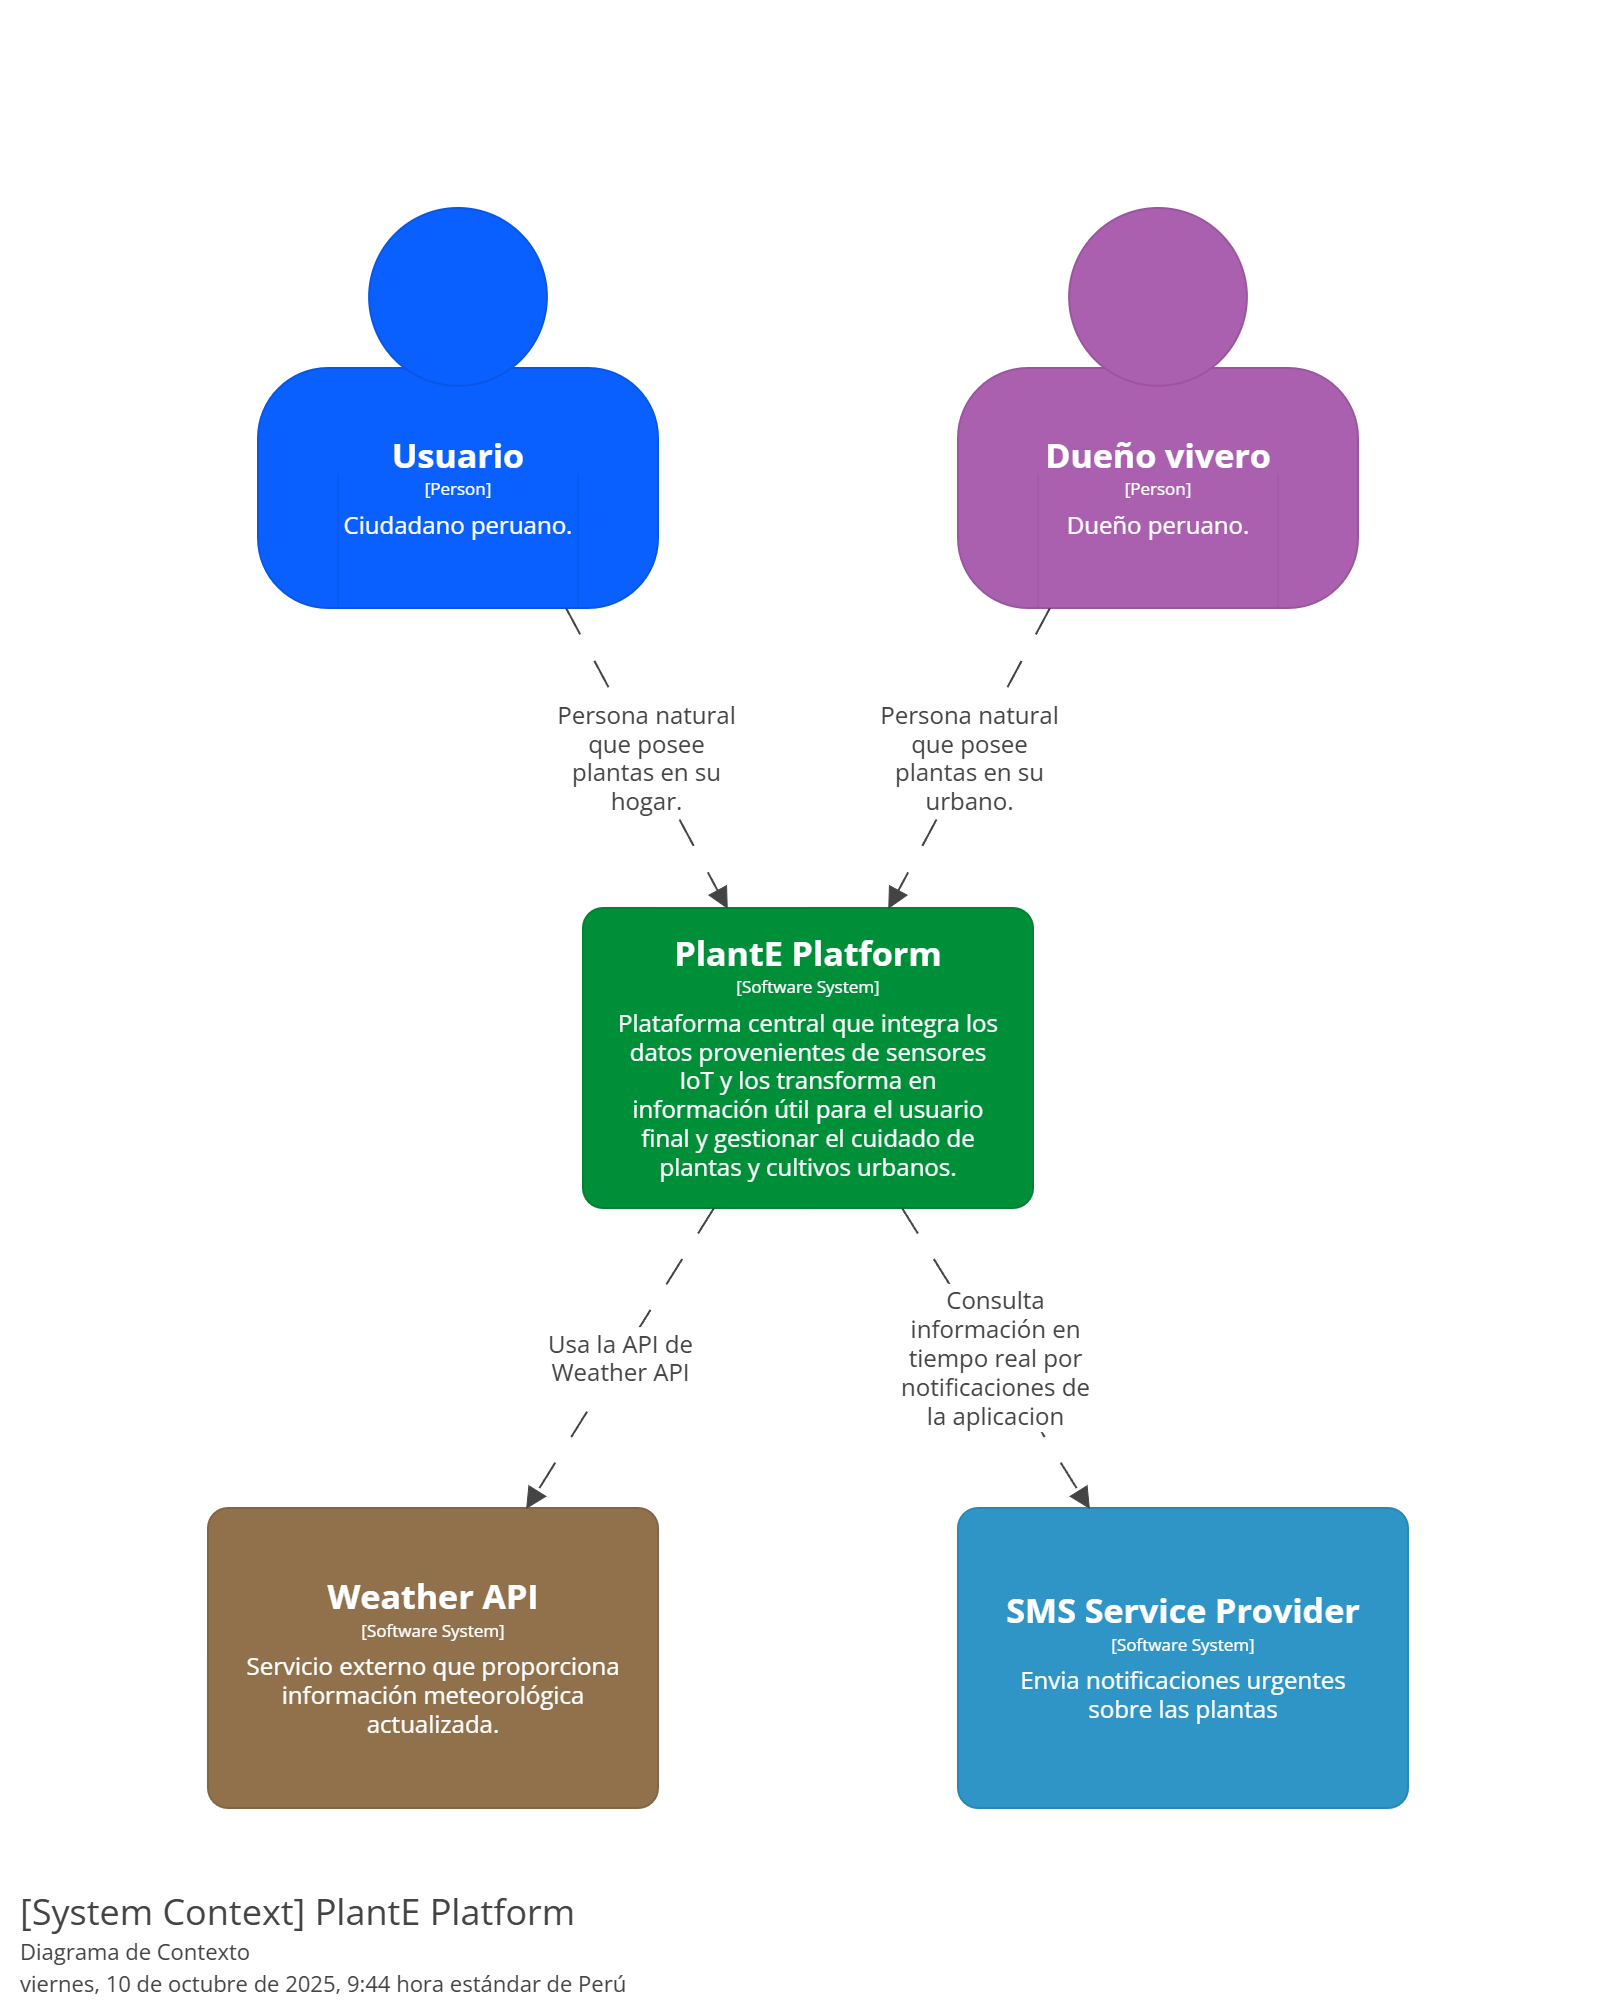 Usuario
[Person]
Ciudadano peruano.
Dueño vivero
[Person]
Dueño peruano.
Persona natural
que posee
plantas en su
hogar.
Persona natural
que posee
plantas en su
urbano.
PlantE Platform
[Software System]
Plataforma central que integra los
datos provenientes de sensores
IoT y los transforma en
información útil para el usuario
final y gestionar el cuidado de
plantas y cultivos urbanos.
Usa la API de
Weather API
Consulta
información en
tiempo real por
notificaciones de
la aplicacion
Weather API
[Software System]
Servicio externo que proporciona
información meteorológica
actualizada.
SMS Service Provider
[Software System]
Envia notificaciones urgentes
sobre las plantas
[System Context] PlantE Platform
Diagrama de Contexto
viernes, 10 de octubre de 2025, 9:44 hora estándar de Perú